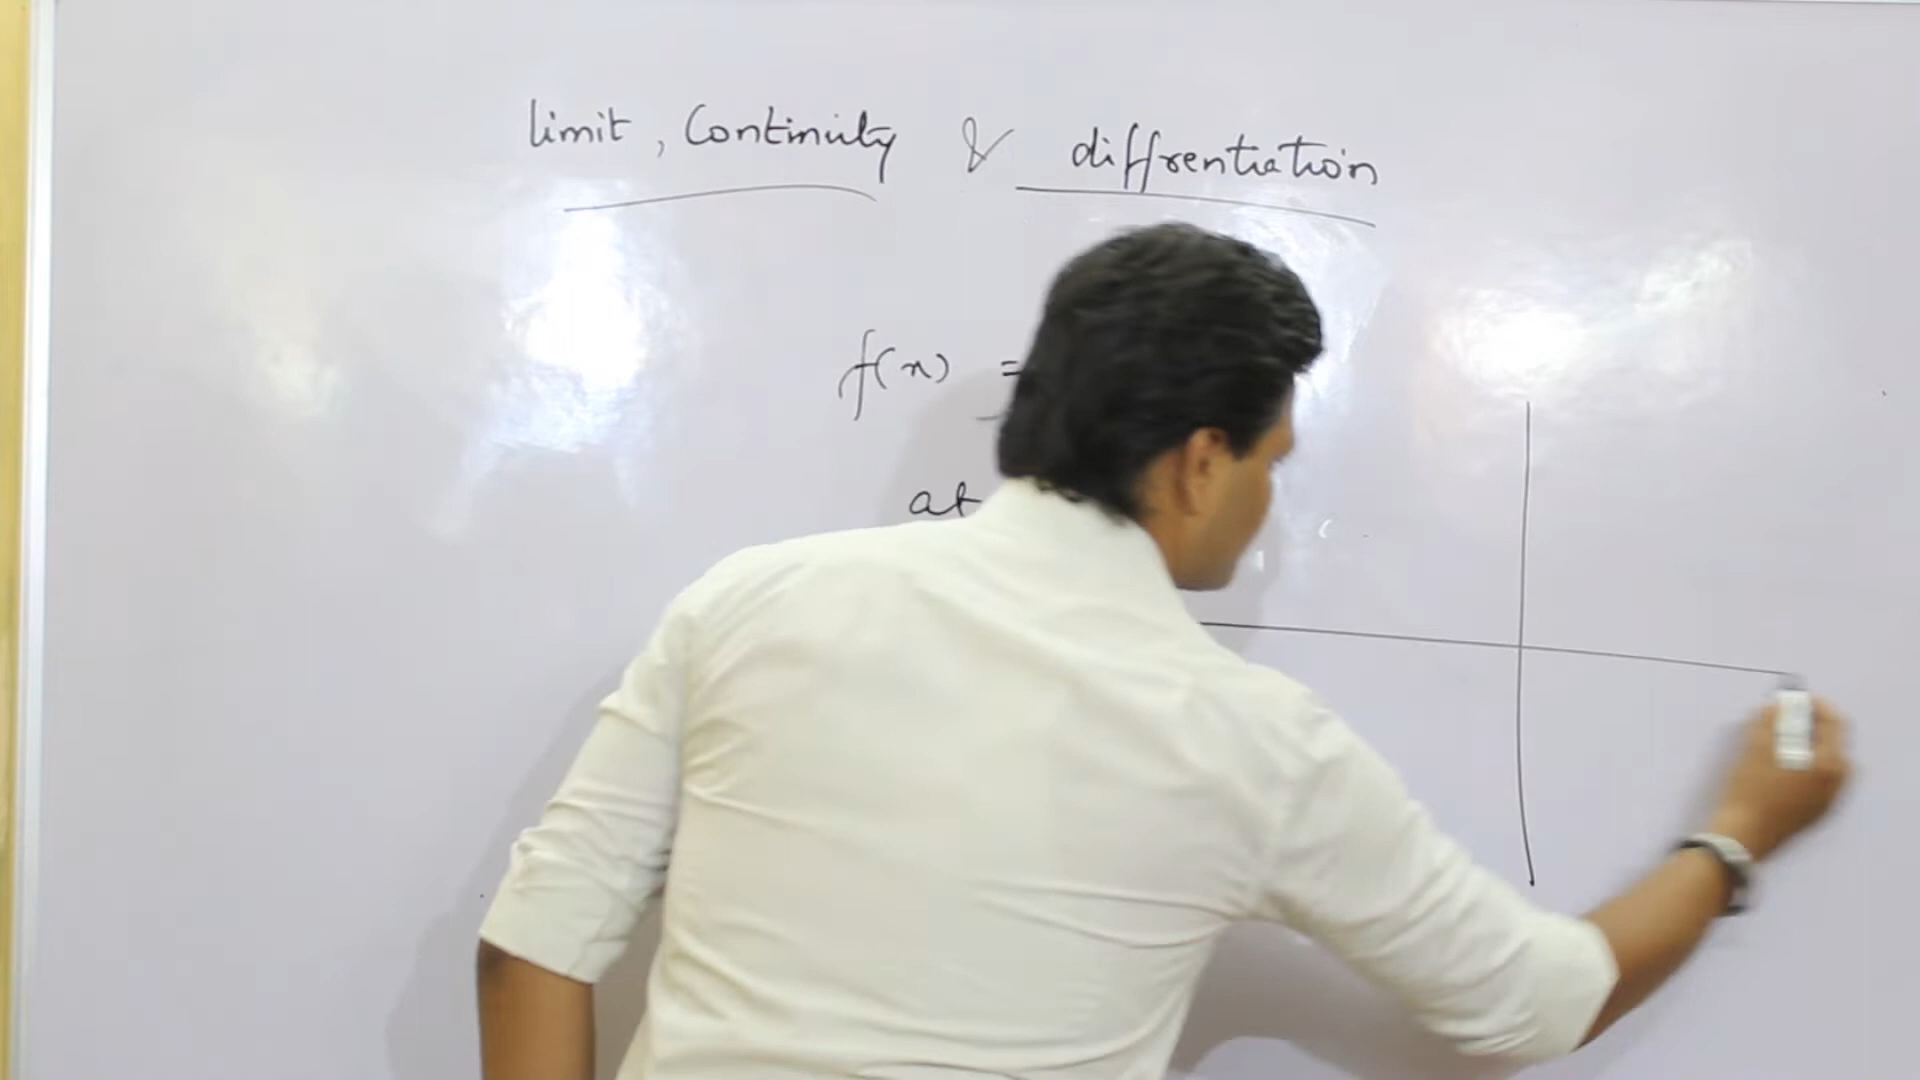 limit, Continuity & diffrentiation
f(x) =
at